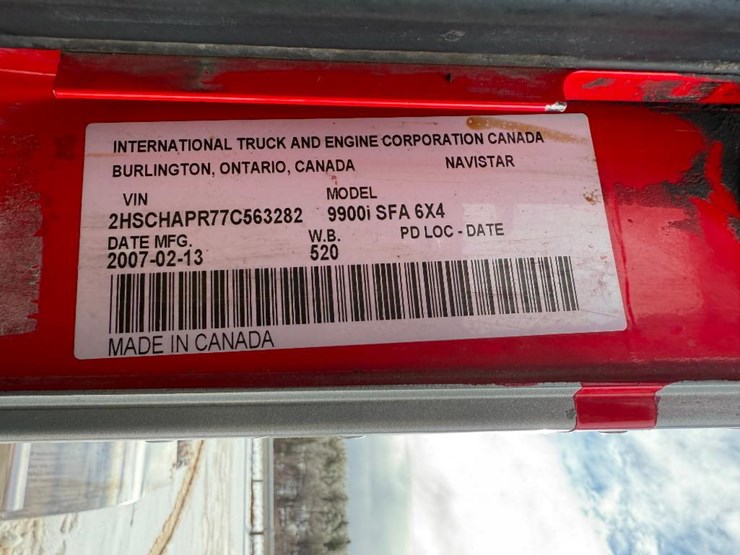 INTERNATIONAL TRUCK AND ENGINE CORPORATION CANADA
BURLINGTON, ONTARIO, CANADA NAVISTAR
VIN MODEL
2HSCHAPR77C563282 9900i SFA 6X4
DATE MFG. W.B. PD LOC - DATE
2007-02-13 520
MADE IN CANADA